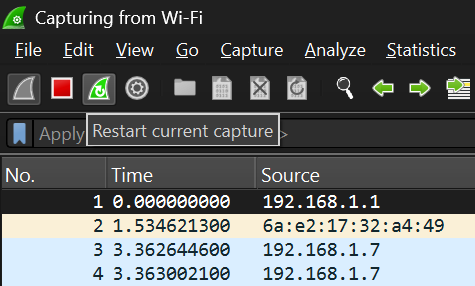 Capturing from Wi-Fi
File Edit View Go Capture Analyze Statistics
Apply >
Restart current capture
No. Time Source
1 0.000000000 192.168.1.1
2 1.534621300 6a:e2:17:32:a4:49
3 3.362644600 192.168.1.7
4 3.363002100 192.168.1.7